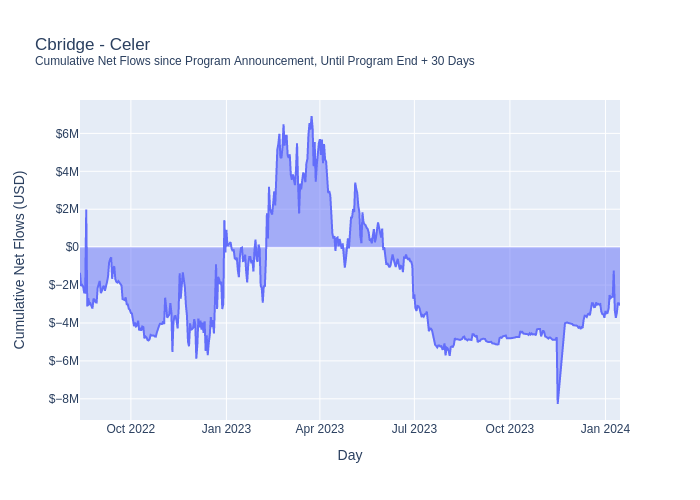 Cbridge - Celer
Cumulative Net Flows since Program Announcement, Until Program End + 30 Days
Cumulative Net Flows (USD)
$6M
$4M
$2M
$0
$−2M
$−4M
$−6M
$−8M
Oct 2022
Jan 2023
Apr 2023
Jul 2023
Oct 2023
Jan 2024
Day